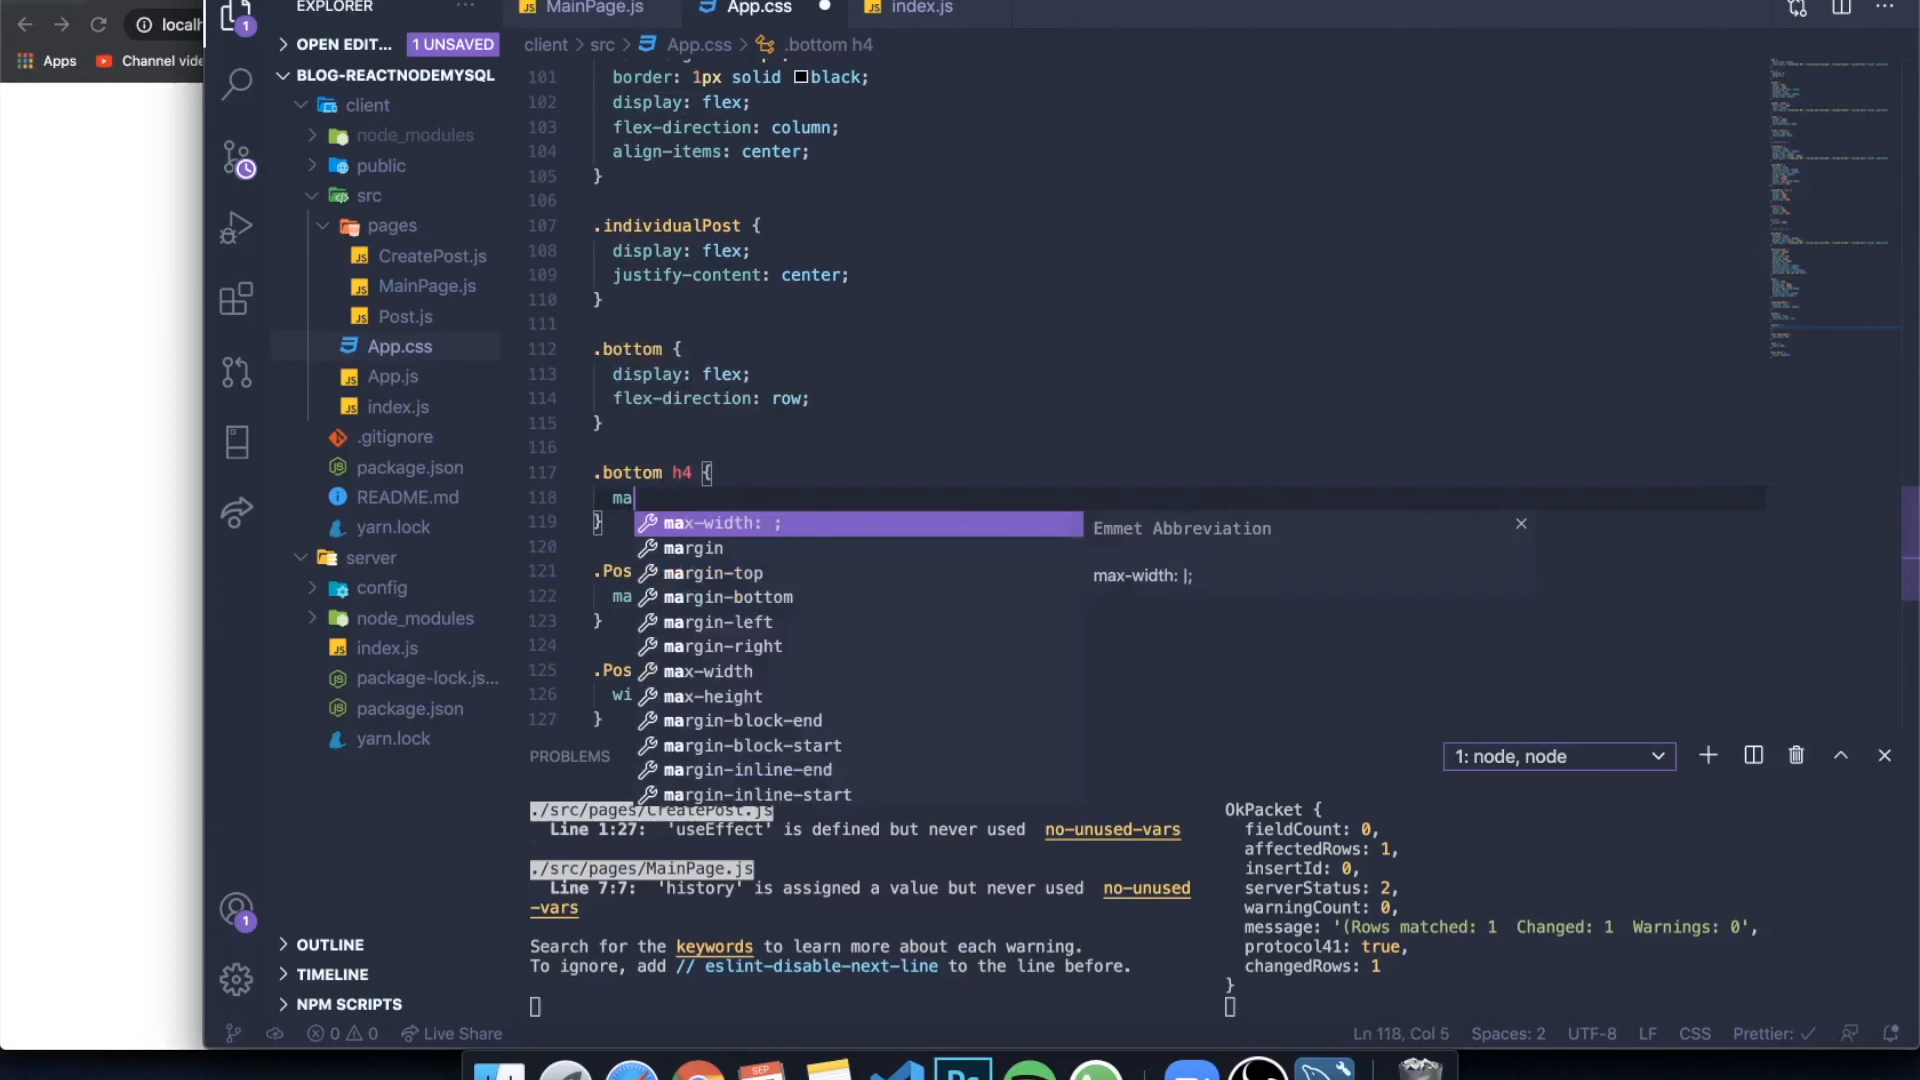 localh
Apps
Channel vide
EXPLORER
MainPage.js
App.css
index.js
OPEN EDIT...
1 UNSAVED
client > src > App.css > .bottom h4
BLOG-REACTNODEMYSQL
client
node_modules
public
src
pages
CreatePost.js
MainPage.js
Post.js
App.css
App.js
index.js
.gitignore
package.json
README.md
yarn.lock
server
config
node_modules
index.js
package-lock.js...
package.json
yarn.lock
OUTLINE
TIMELINE
NPM SCRIPTS
101 border: 1px solid black;
102 display: flex;
103 flex-direction: column;
104 align-items: center;
105 }
106
107 .individualPost {
108 display: flex;
109 justify-content: center;
110 }
111
112 .bottom {
113 display: flex;
114 flex-direction: row;
115 }
116
117 .bottom h4 {
118 ma
119 }
120
121 .Pos
122 ma
123 }
124
125 .Pos
126 wi
127 }
max-width: ;
margin
margin-top
margin-bottom
margin-left
margin-right
max-width
max-height
margin-block-end
margin-block-start
margin-inline-end
margin-inline-start
Emmet Abbreviation
max-width: |;
PROBLEMS
1: node, node
./src/pages/CreatePost.js
Line 1:27: 'useEffect' is defined but never used no-unused-vars
./src/pages/MainPage.js
Line 7:7: 'history' is assigned a value but never used no-unused
-vars
Search for the keywords to learn more about each warning.
To ignore, add // eslint-disable-next-line to the line before.
OkPacket {
fieldCount: 0,
affectedRows: 1,
insertId: 0,
serverStatus: 2,
warningCount: 0,
message: '(Rows matched: 1 Changed: 1 Warnings: 0',
protocol41: true,
changedRows: 1
}
0 0
Live Share
Ln 118, Col 5
Spaces: 2
UTF-8
LF
CSS
Prettier: ✓
SEP